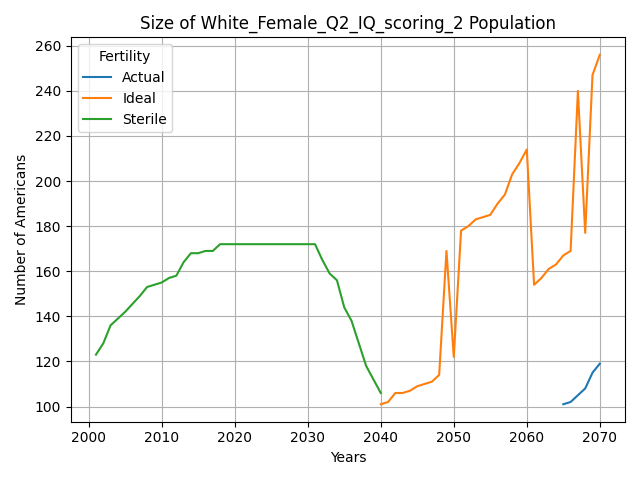 Size of White_Female_Q2_IQ_scoring_2 Population
Number of Americans
260
240
220
200
180
160
140
120
100
Fertility
Actual
Ideal
Sterile
2000 2010 2020 2030 2040 2050 2060 2070
Years